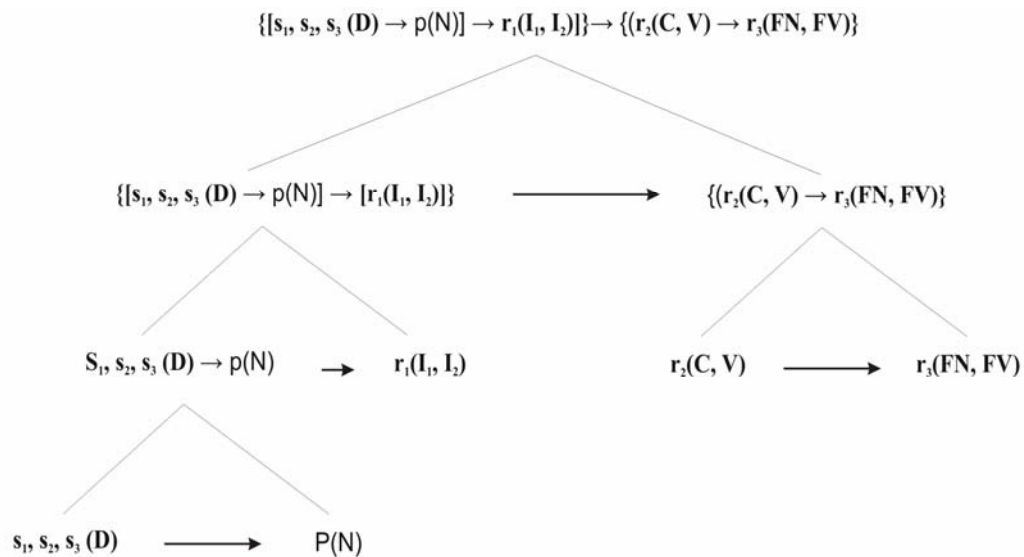 {[s₁, s₂, s₃ (D) → p(N)] → r₁(I₁, I₂)]}→ {(r₂(C, V) → r₃(FN, FV)}
{[s₁, s₂, s₃ (D) → p(N)] → [r₁(I₁, I₂)]} → {(r₂(C, V) → r₃(FN, FV)}
S₁, s₂, s₃ (D) → p(N) → r₁(I₁, I₂) r₂(C, V) → r₃(FN, FV)
s₁, s₂, s₃ (D) → P(N)